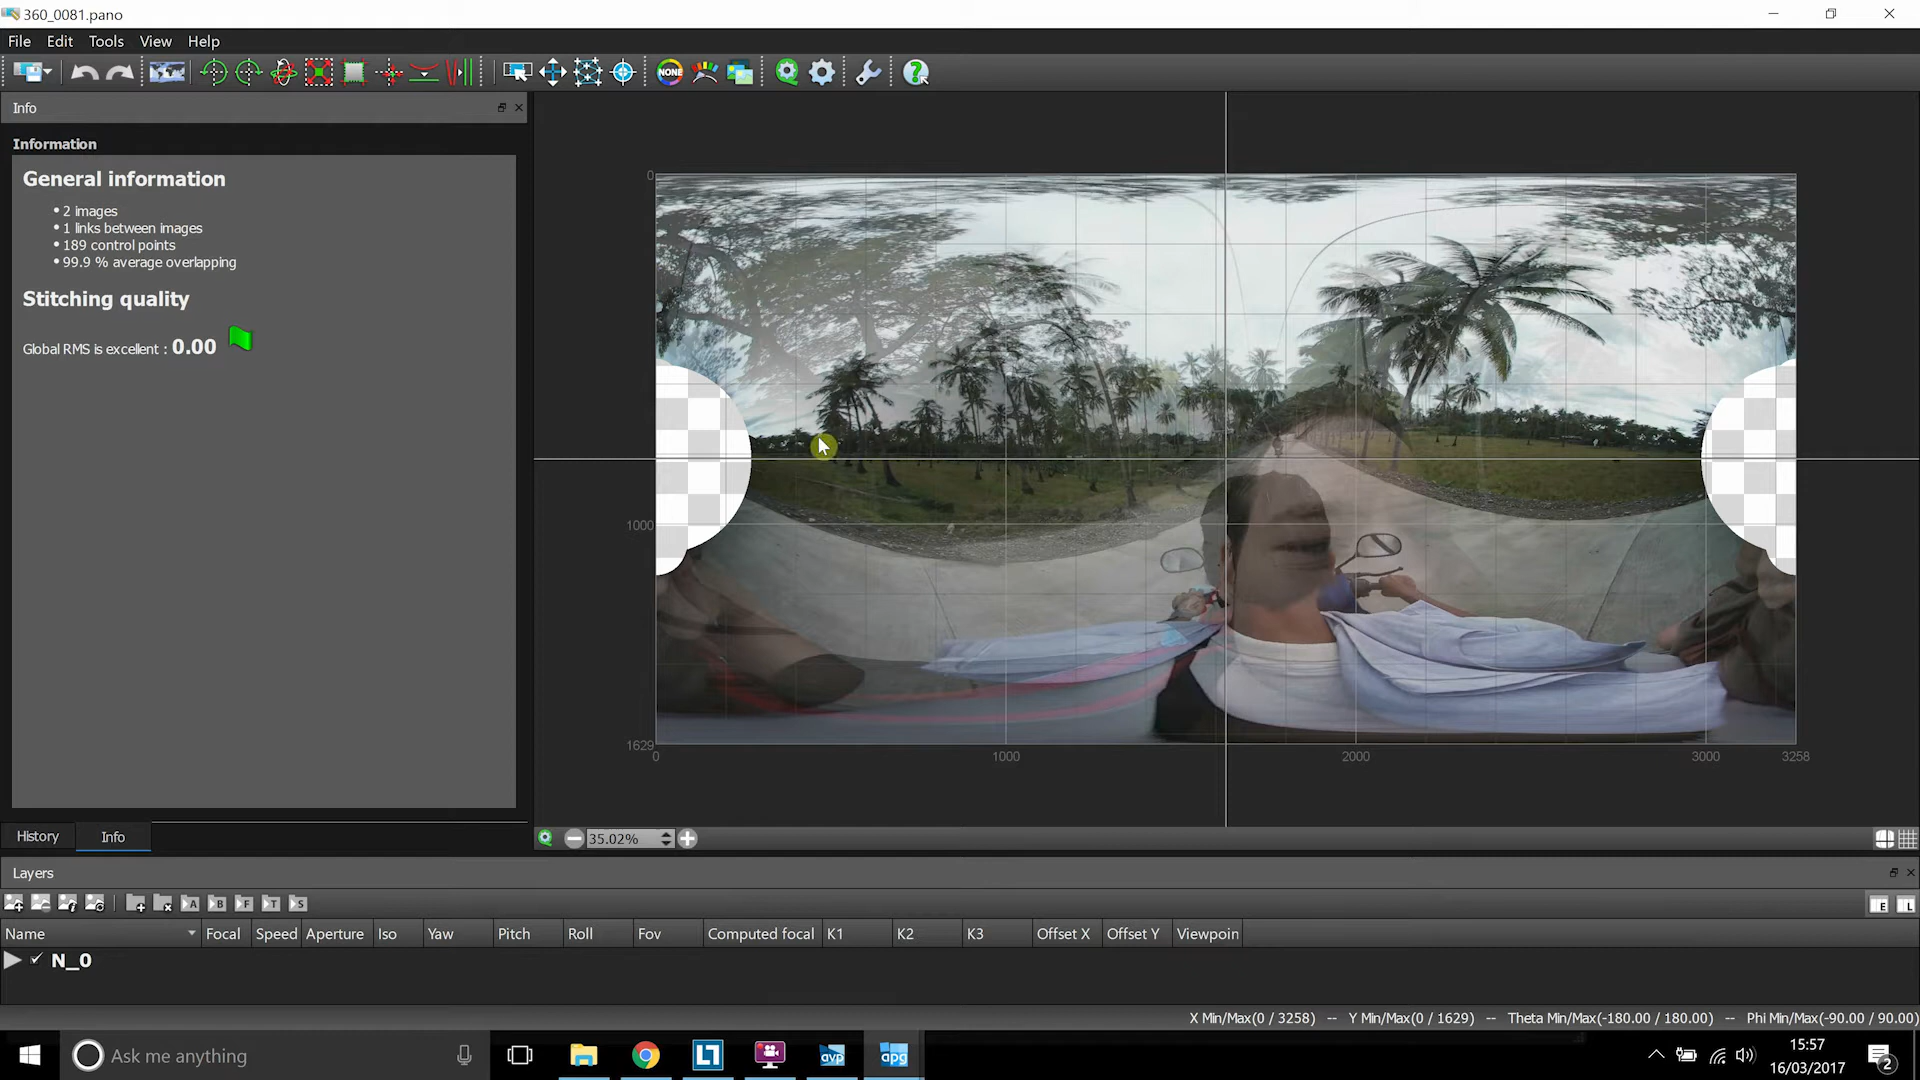 360_0081.pano
File Edit Tools View Help
NONE
Info
Information
General information
• 2 images
• 1 links between images
• 189 control points
• 99.9 % average overlapping
Stitching quality
Global RMS is excellent : 0.00
0
1000
1629
0 1000 2000 3000 3258
35.02%
History Info
Layers
A B F T S
E L
Name Focal Speed Aperture Iso Yaw Pitch Roll Fov Computed focal K1 K2 K3 Offset X Offset Y Viewpoin
N_0
X Min/Max(0 / 3258) -- Y Min/Max(0 / 1629) -- Theta Min/Max(-180.00 / 180.00) -- Phi Min/Max(-90.00 / 90.00)
Ask me anything
avp
apg
15:57
16/03/2017
2